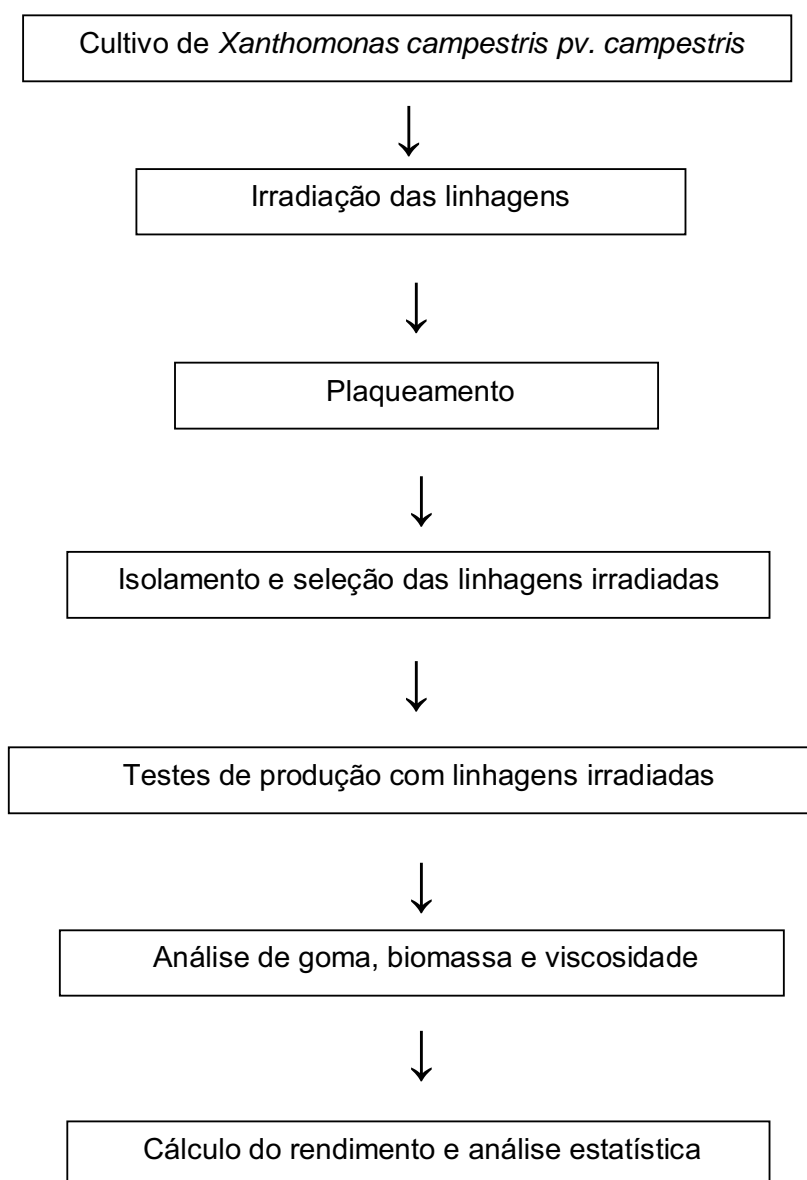 Cultivo de Xanthomonas campestris pv. campestris
Irradiação das linhagens
Plaqueamento
Isolamento e seleção das linhagens irradiadas
Testes de produção com linhagens irradiadas
Análise de goma, biomassa e viscosidade
Cálculo do rendimento e análise estatística